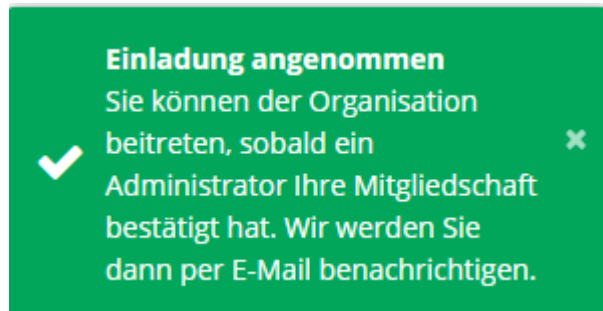 Einladung angenommen
Sie können der Organisation
beitreten, sobald ein
Administrator Ihre Mitgliedschaft
bestätigt hat. Wir werden Sie
dann per E-Mail benachrichtigen.